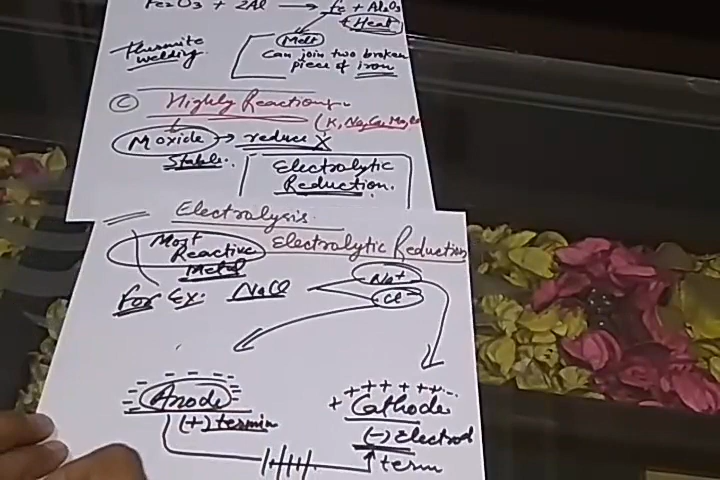 Fe2O3 + 2Al → Fe + Al2O3
+ Heat
Thermite welding
Melt
Can join two broken
piece of iron
(C) Highly Reactions
(K, Na, Ca, Mg,
M oxide → reduce X
Stable.
Electrolytic
Reduction.
Electrolysis.
Most Reactive Metal
Electrolytic Reduction
For Ex: NaCl
Na+
Cl-
- - - - - - - -
Anode
(+) termin
+ + + + + + + - - -
Cathode
(-) Electrod
term